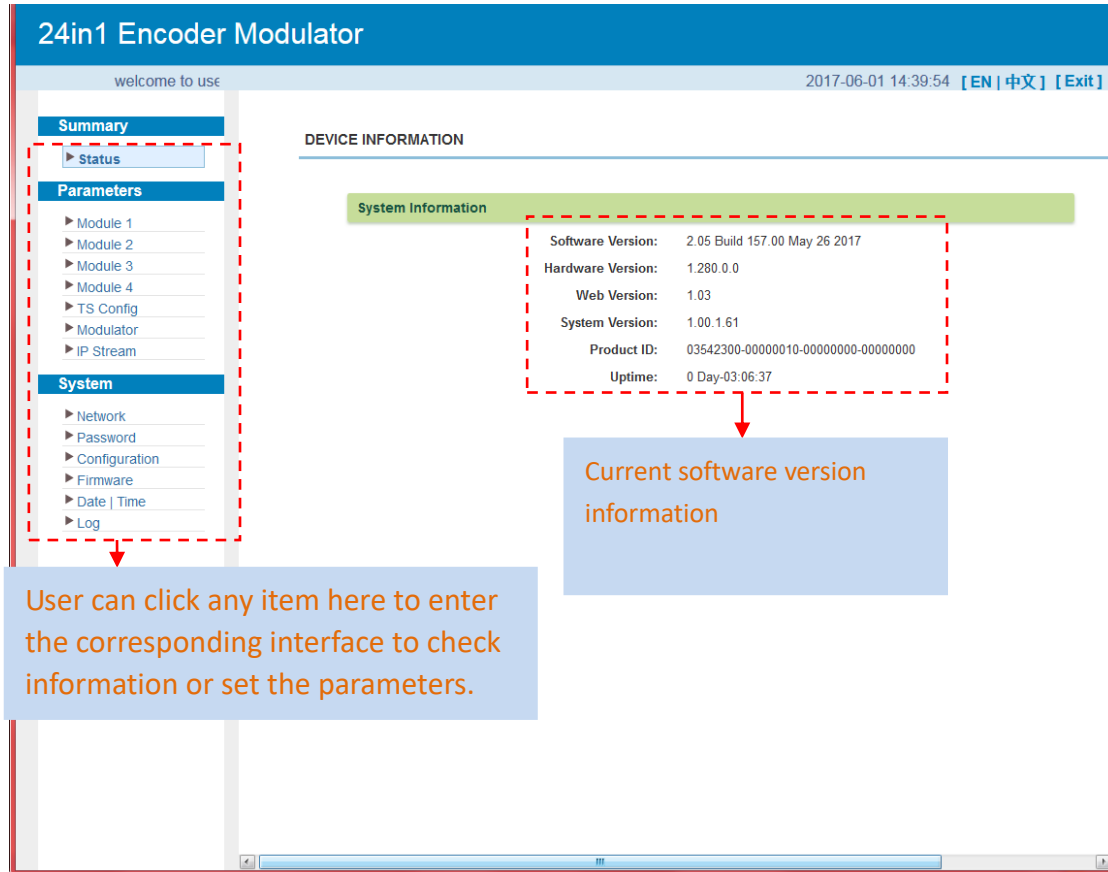 24in1 Encoder Modulator
welcome to use
2017-06-01 14:39:54 [ EN | 中文 ] [ Exit ]
Summary
Status
Parameters
Module 1
Module 2
Module 3
Module 4
TS Config
Modulator
IP Stream
System
Network
Password
Configuration
Firmware
Date | Time
Log
DEVICE INFORMATION
System Information
Software Version: 2.05 Build 157.00 May 26 2017
Hardware Version: 1.280.0.0
Web Version: 1.03
System Version: 1.00.1.61
Product ID: 03542300-00000010-00000000-00000000
Uptime: 0 Day-03:06:37
Current software version
information
User can click any item here to enter
the corresponding interface to check
information or set the parameters.